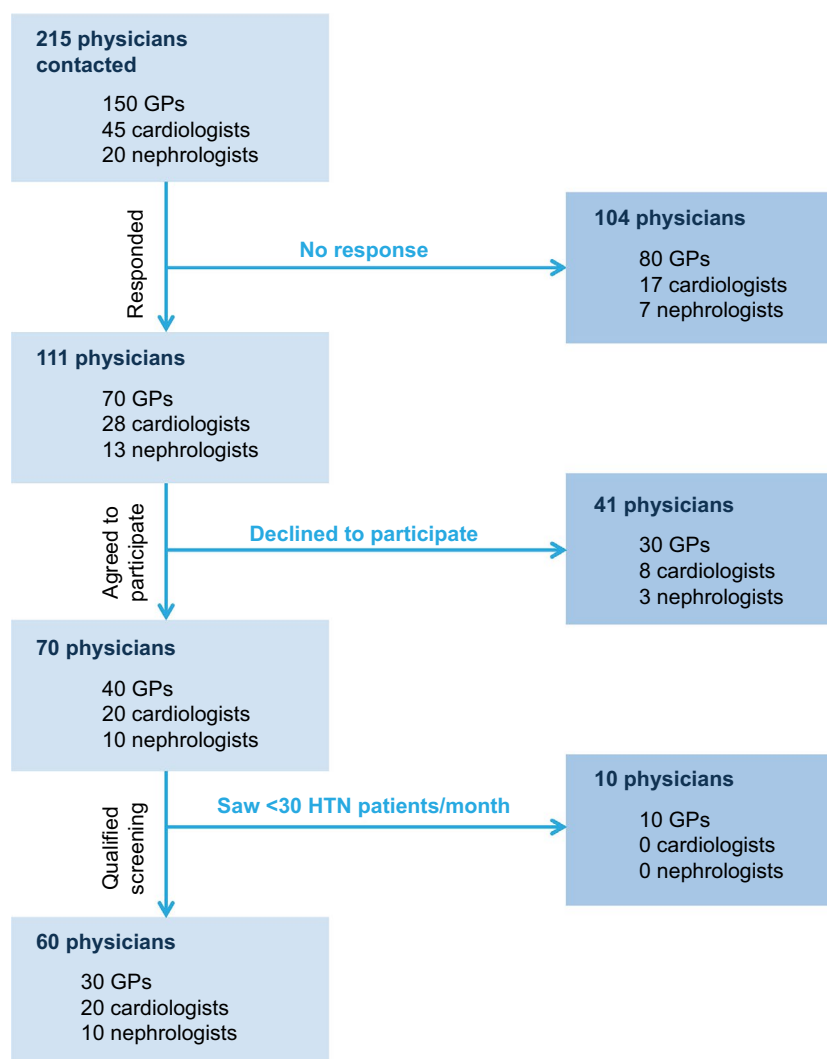 215 physicians
contacted
150 GPs
45 cardiologists
20 nephrologists
Responded
No response
104 physicians
80 GPs
17 cardiologists
7 nephrologists
111 physicians
70 GPs
28 cardiologists
13 nephrologists
Agreed to
participate
Declined to participate
41 physicians
30 GPs
8 cardiologists
3 nephrologists
70 physicians
40 GPs
20 cardiologists
10 nephrologists
Qualified
screening
Saw <30 HTN patients/month
10 physicians
10 GPs
0 cardiologists
0 nephrologists
60 physicians
30 GPs
20 cardiologists
10 nephrologists